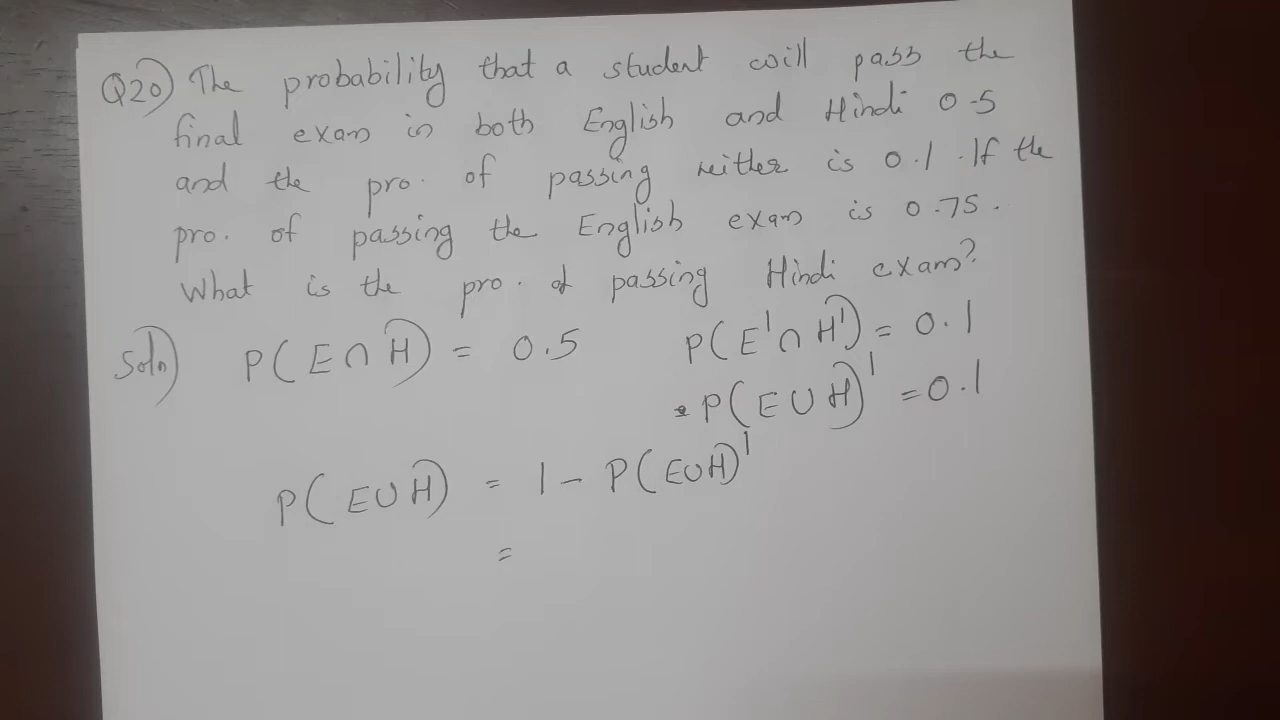 Q20) The probability that a student will pass the
final exam in both English and Hindi 0.5
and the pro. of passing neither is 0.1. If the
pro. of passing the English exam is 0.75.
What is the pro. of passing Hindi exam?
Soln) P(E∩H) = 0.5 P(E'∩H') = 0.1
P(E∪H)' = 0.1
P(E∪H) = 1 - P(E∪H)'
=